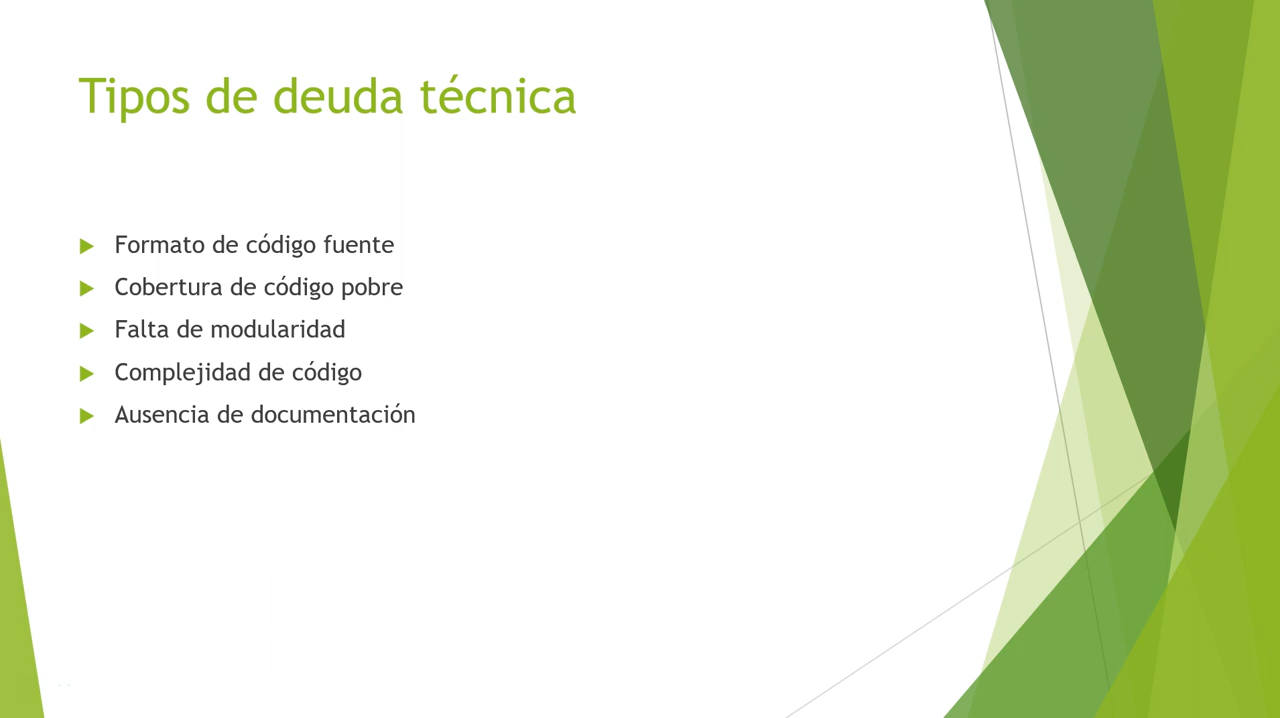 Tipos de deuda técnica
Formato de código fuente
Cobertura de código pobre
Falta de modularidad
Complejidad de código
Ausencia de documentación